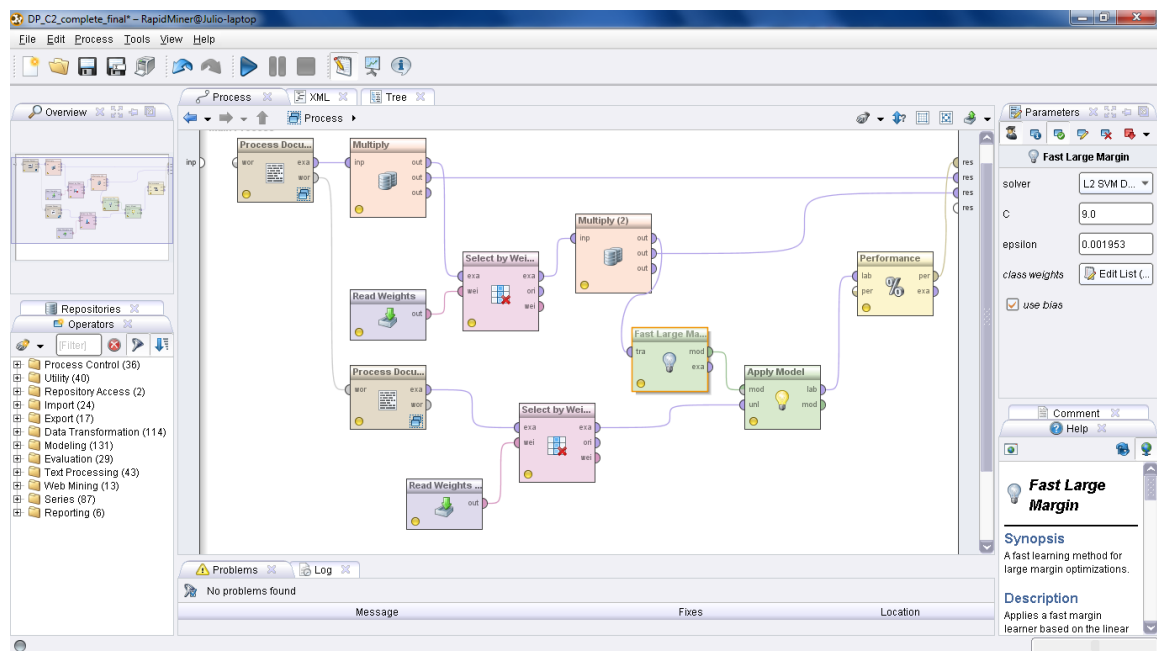 DP_C2_complete_final* – RapidMiner@Julio-laptop
File Edit Process Tools View Help
Overview
Process
XML
Tree
Process
Parameters
Fast Large Margin
solver
L2 SVM D...
C
9.0
epsilon
0.001953
class weights
Edit List (...
use bias
Repositories
Operators
[Filter]
Process Control (36)
Utility (40)
Repository Access (2)
Import (24)
Export (17)
Data Transformation (114)
Modeling (131)
Evaluation (29)
Text Processing (43)
Web Mining (13)
Series (87)
Reporting (6)
inp
res
res
res
res
Process Docu...
wor exa
wor
Multiply
inp out
out
out
Multiply (2)
inp out
out
out
Select by Wei...
exa exa
wei ori
wei
Read Weights
out
Performance
lab per
per exa
Fast Large Ma...
tra mod
exa
Process Docu...
wor exa
wor
Apply Model
mod lab
unl mod
Select by Wei...
exa exa
wei ori
wei
Read Weights ...
out
Comment
Help
Fast Large
Margin
Synopsis
A fast learning method for
large margin optimizations.
Description
Applies a fast margin
learner based on the linear
Problems
Log
No problems found
Message Fixes Location